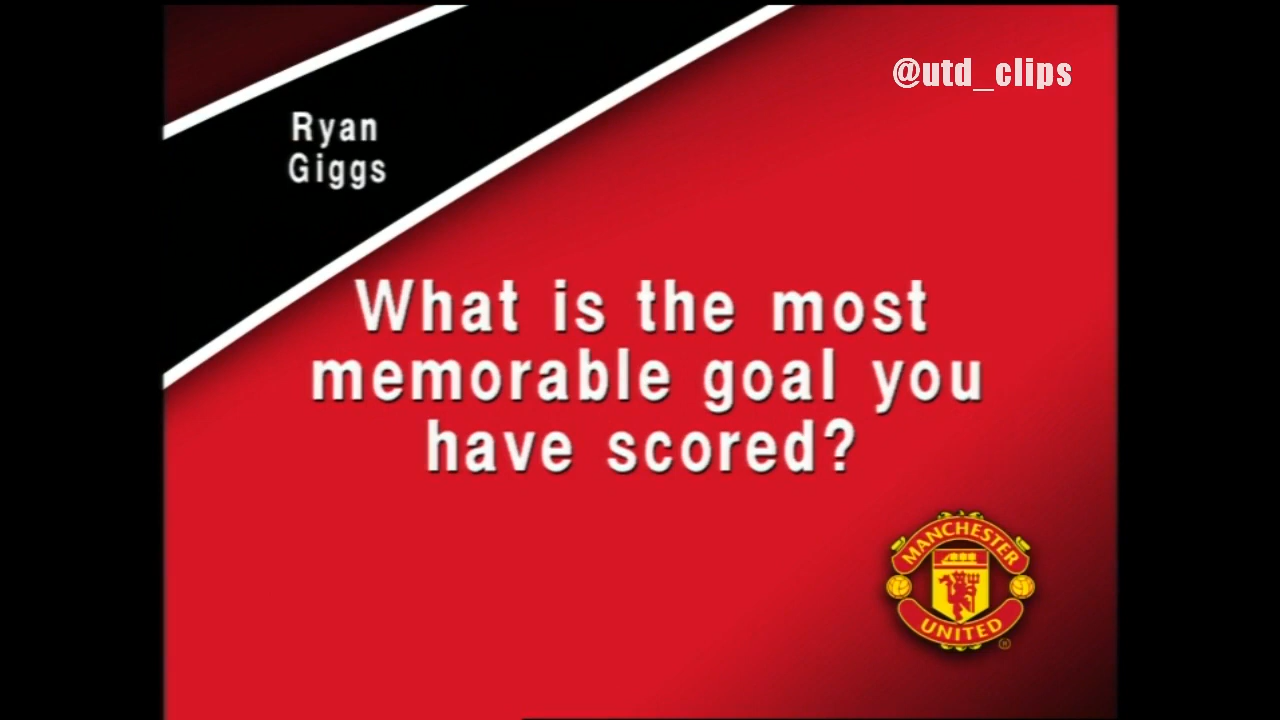 @utd_clips
Ryan
Giggs
What is the most
memorable goal you
have scored?
MANCHESTER
UNITED
®